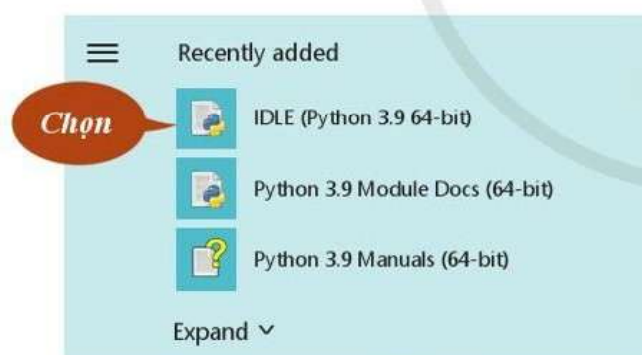 Recently added
Chọn
IDLE (Python 3.9 64-bit)
Python 3.9 Module Docs (64-bit)
Python 3.9 Manuals (64-bit)
Expand